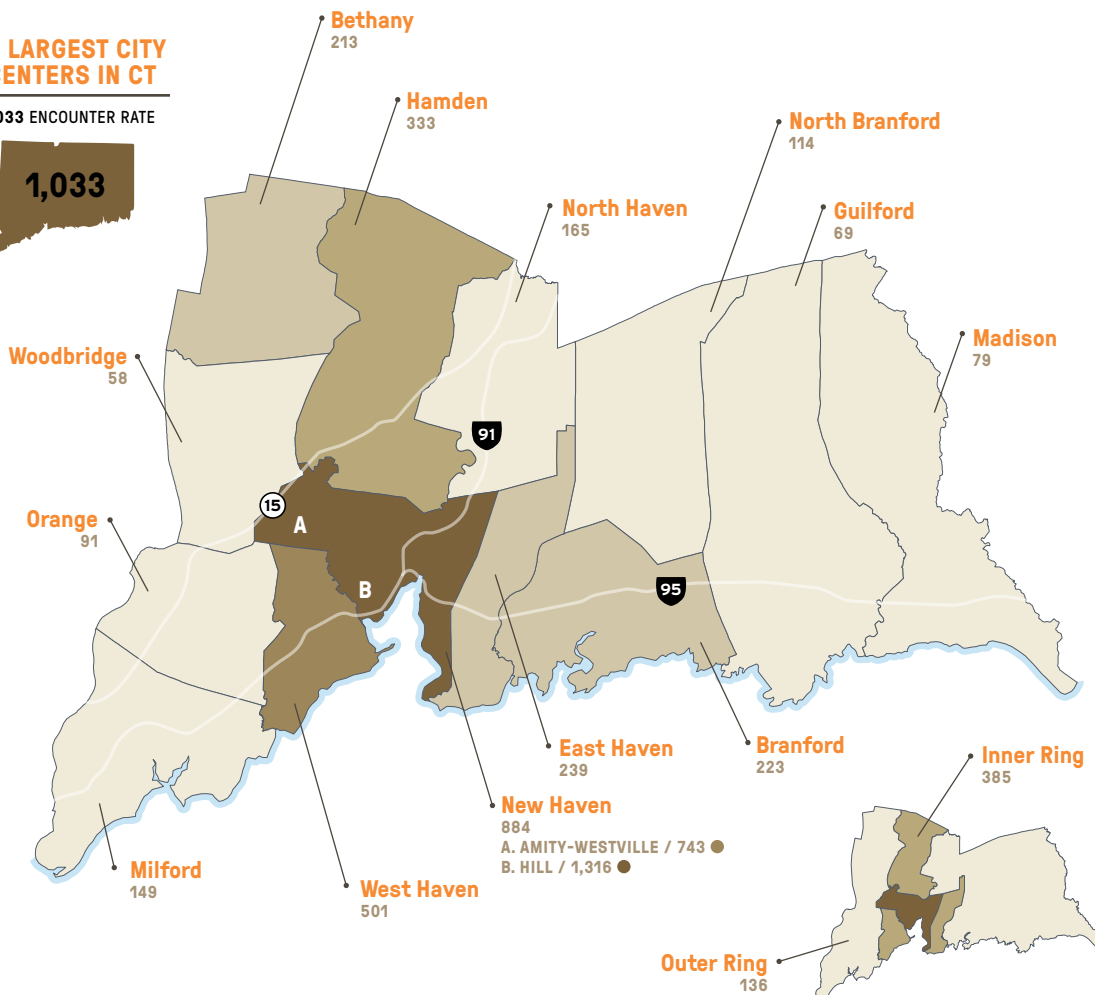 Bethany
213
LARGEST CITY
CENTERS IN CT
033 ENCOUNTER RATE
1,033
Hamden
333
North Branford
114
North Haven
165
Guilford
69
Woodbridge
58
Madison
79
91
15
A
Orange
91
B
95
East Haven
239
Branford
223
Inner Ring
385
New Haven
884
A. AMITY-WESTVILLE / 743
B. HILL / 1,316
Milford
149
West Haven
501
Outer Ring
136